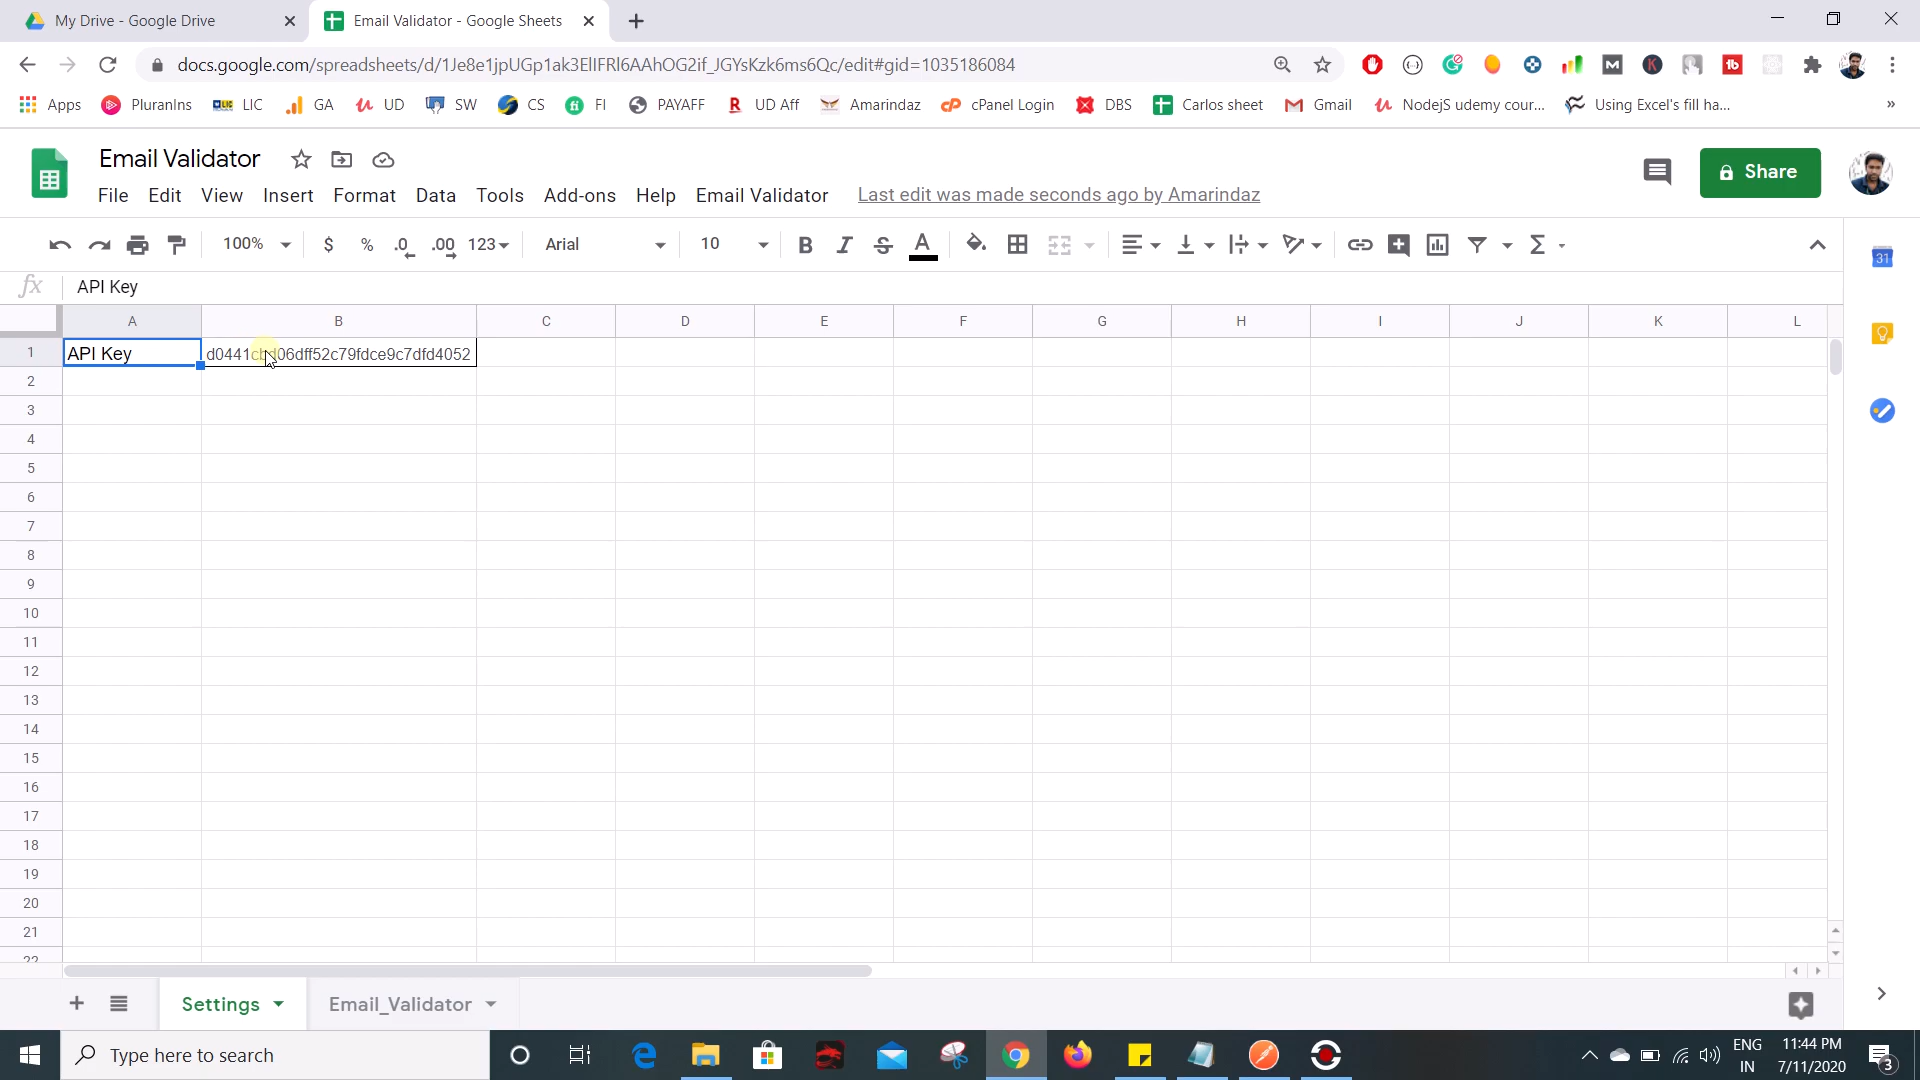 My Drive - Google Drive
Email Validator - Google Sheets
docs.google.com/spreadsheets/d/1Je8e1jpUGp1ak3EllFRl6AAhOG2if_JGYsKzk6ms6Qc/edit#gid=1035186084
Apps PluranIns LIC GA UD SW CS FI PAYAFF UD Aff Amarindaz cPanel Login DBS Carlos sheet Gmail NodejS udemy cour... Using Excel's fill ha... »
Email Validator
Share
File Edit View Insert Format Data Tools Add-ons Help Email Validator Last edit was made seconds ago by Amarindaz
100% $ % .0 .00 123 Arial 10 B I S A
31
fx API Key
A B C D E F G H I J K L
1 API Key d0441cbd06dff52c79fdce9c7dfd4052
2
3
4
5
6
7
8
9
10
11
12
13
14
15
16
17
18
19
20
21
22
Settings Email_Validator
Type here to search
ENG
IN
11:44 PM
7/11/2020
3